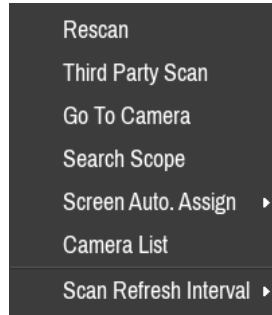 Rescan
Third Party Scan
Go To Camera
Search Scope
Screen Auto. Assign
Camera List
Scan Refresh Interval